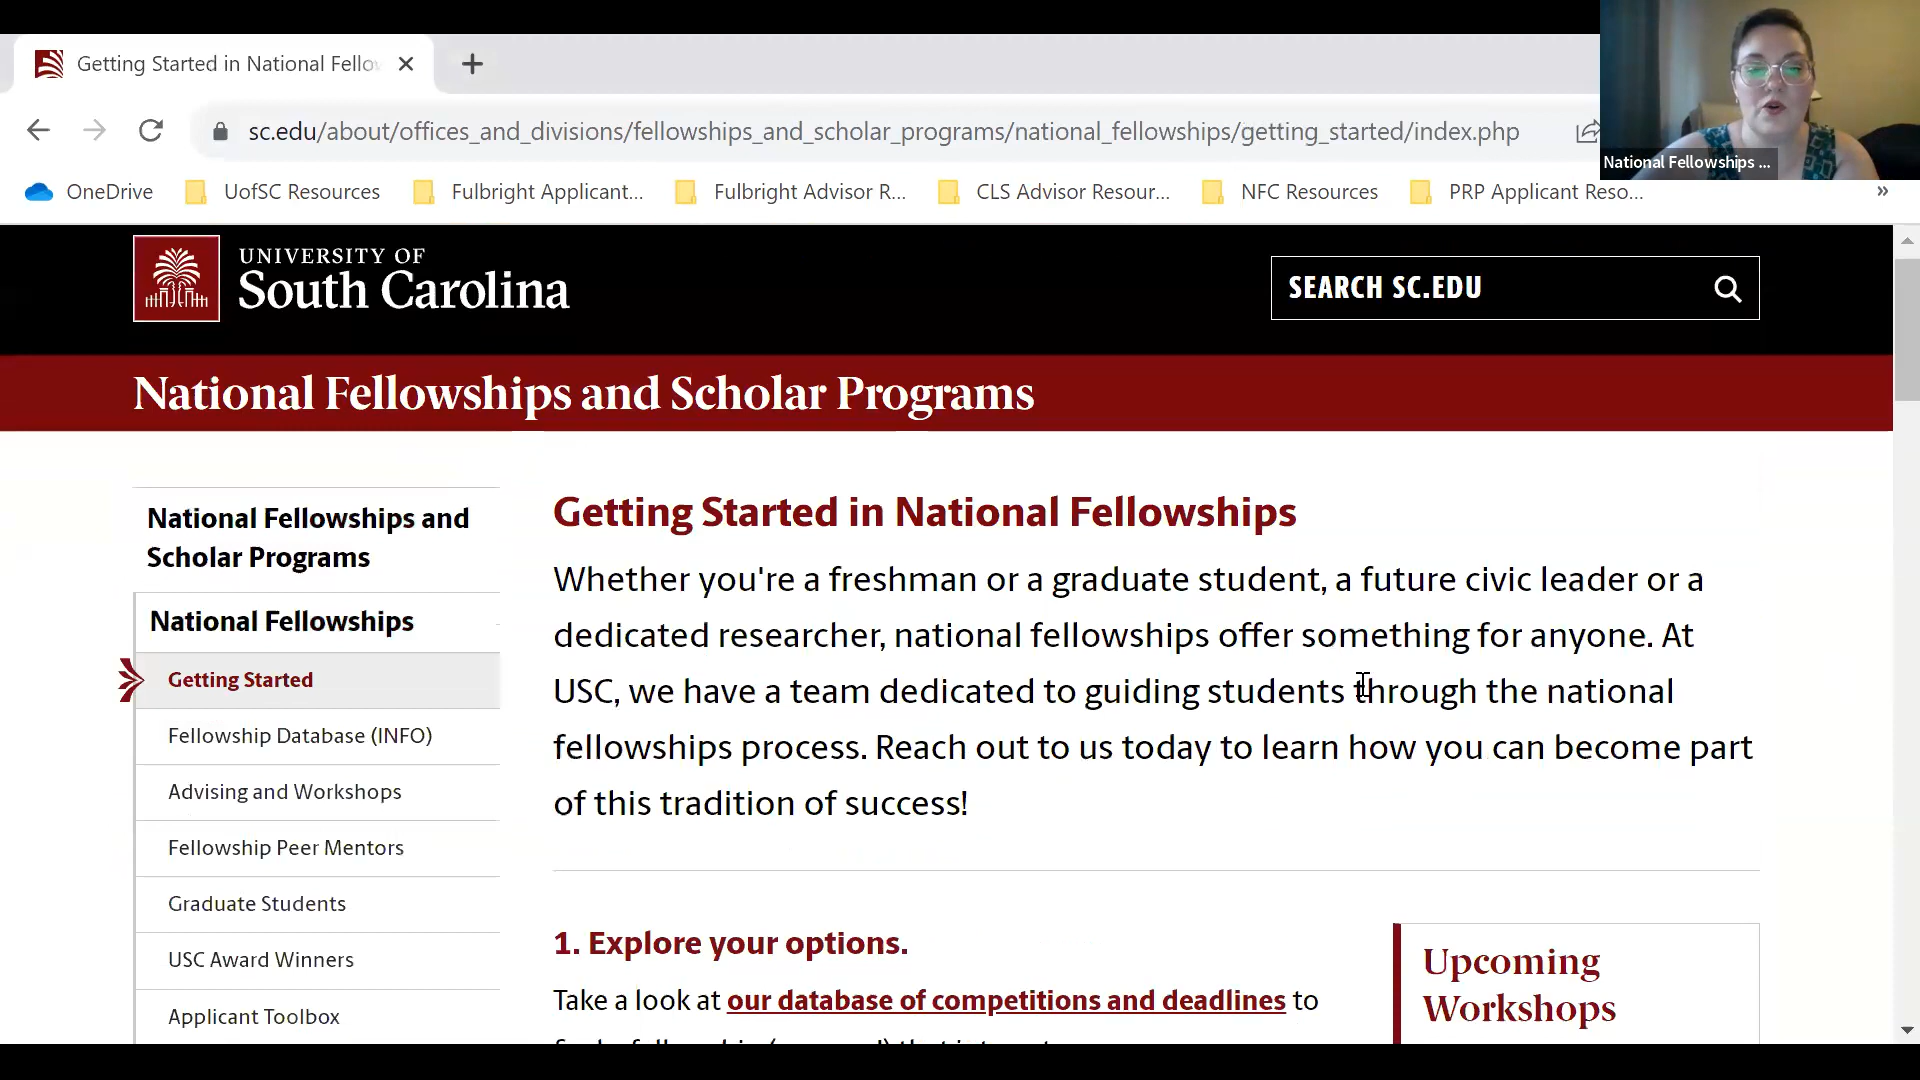 Getting Started in National Fello
sc.edu/about/offices_and_divisions/fellowships_and_scholar_programs/national_fellowships/getting_started/index.php
National Fellowships ...
OneDrive
UofSC Resources
Fulbright Applicant...
Fulbright Advisor R...
CLS Advisor Resour...
NFC Resources
PRP Applicant Reso...
UNIVERSITY OF
South Carolina
SEARCH SC.EDU
National Fellowships and Scholar Programs
National Fellowships and
Scholar Programs
National Fellowships
Getting Started
Fellowship Database (INFO)
Advising and Workshops
Fellowship Peer Mentors
Graduate Students
USC Award Winners
Applicant Toolbox
Getting Started in National Fellowships
Whether you're a freshman or a graduate student, a future civic leader or a
dedicated researcher, national fellowships offer something for anyone. At
USC, we have a team dedicated to guiding students through the national
fellowships process. Reach out to us today to learn how you can become part
of this tradition of success!
1. Explore your options.
Take a look at our database of competitions and deadlines to
Upcoming
Workshops